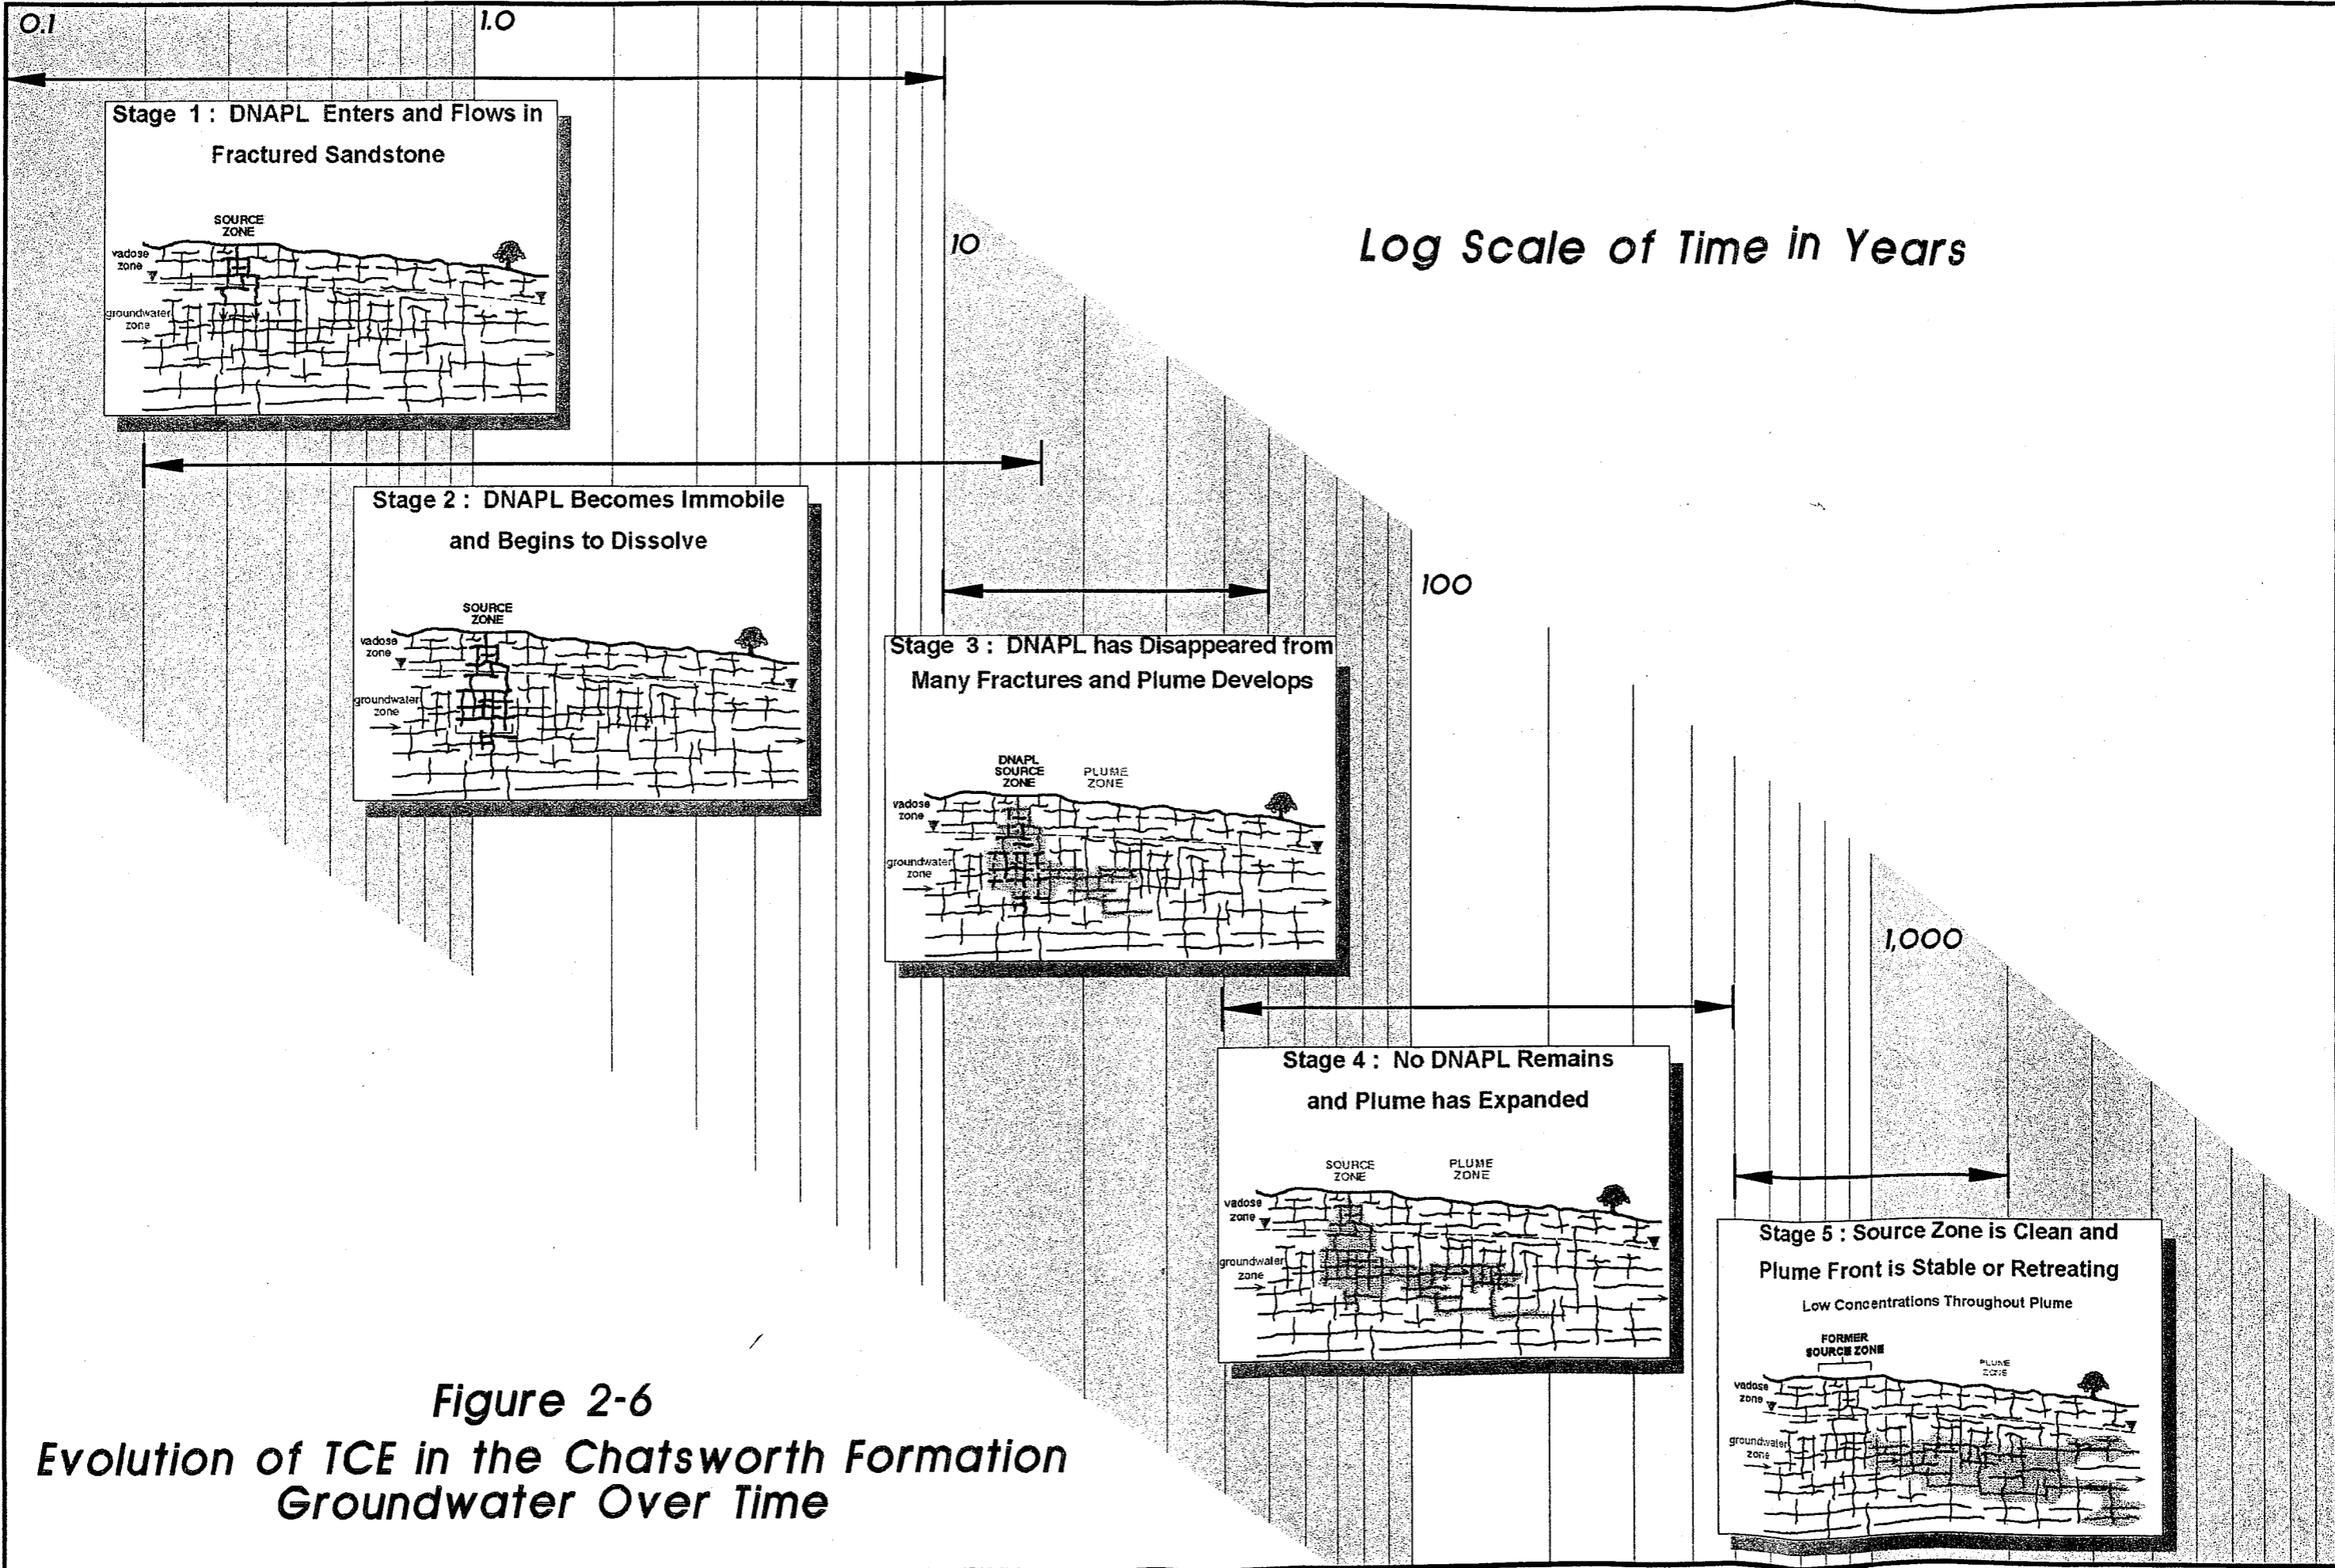 0.1
1.0
Stage 1 : DNAPL Enters and Flows in
Fractured Sandstone
SOURCE
ZONE
vadose
zone
groundwater
zone
10
Log Scale of Time in Years
Stage 2 : DNAPL Becomes Immobile
and Begins to Dissolve
SOURCE
ZONE
vadose
zone
groundwater
zone
100
Stage 3 : DNAPL has Disappeared from
Many Fractures and Plume Develops
DNAPL
SOURCE
ZONE
PLUME
ZONE
vadose
zone
groundwater
zone
1,000
Stage 4 : No DNAPL Remains
and Plume has Expanded
SOURCE
ZONE
PLUME
ZONE
vadose
zone
groundwater
zone
Stage 5 : Source Zone is Clean and
Plume Front is Stable or Retreating
Low Concentrations Throughout Plume
FORMER
SOURCE ZONE
PLUME
ZONE
vadose
zone
groundwater
zone
Figure 2-6
Evolution of TCE in the Chatsworth Formation
Groundwater Over Time